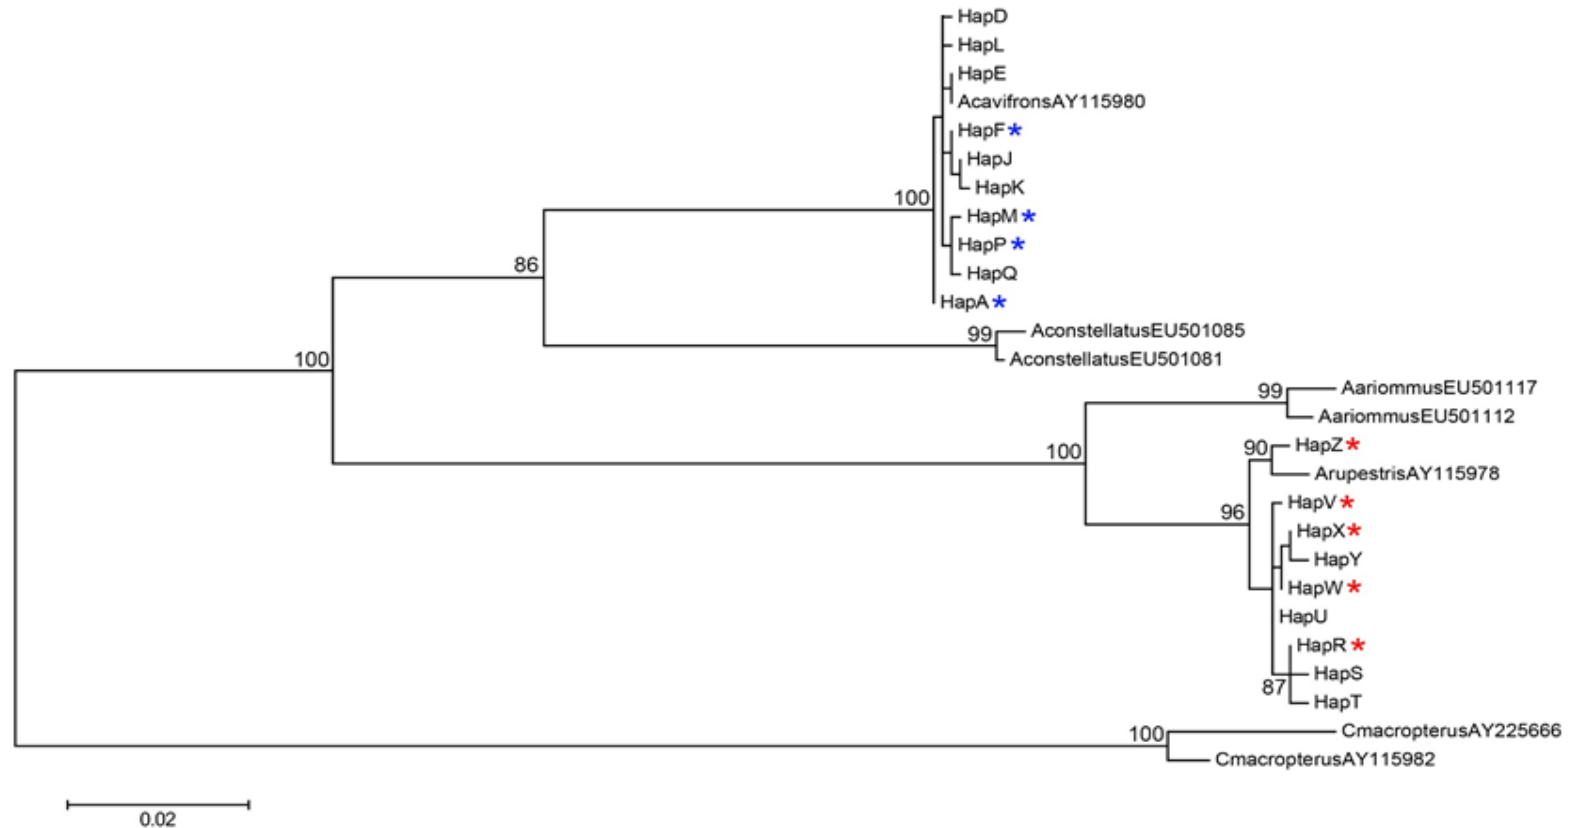 HapD
HapL
HapE
AcavifronsAY115980
HapF *
HapJ
HapK
100
HapM *
HapP *
86
HapQ
HapA *
AconstellatusEU501085
99
AconstellatusEU501081
100
AariommusEU501117
99
AariommusEU501112
HapZ *
90
100
ArupestrisAY115978
HapV *
96
HapX *
HapY
HapW *
HapU
HapR *
HapS
87
HapT
CmacropterusAY225666
100
CmacropterusAY115982
0.02